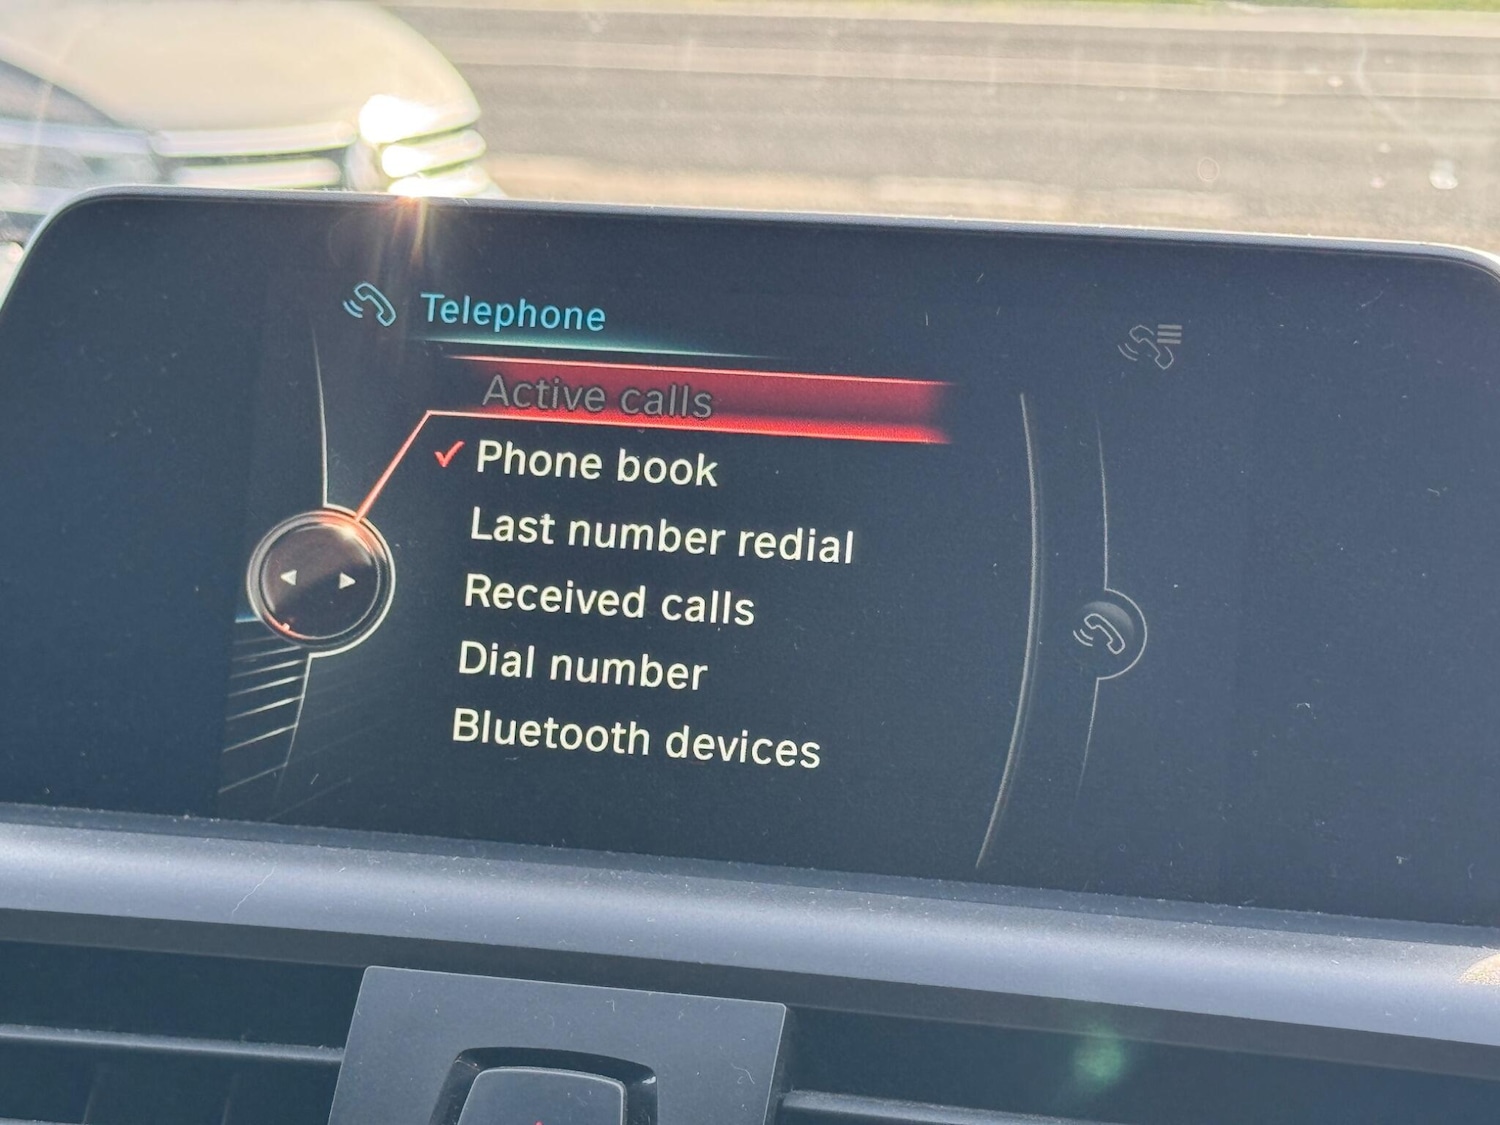 Telephone
Active calls
Phone book
Last number redial
Received calls
Dial number
Bluetooth devices